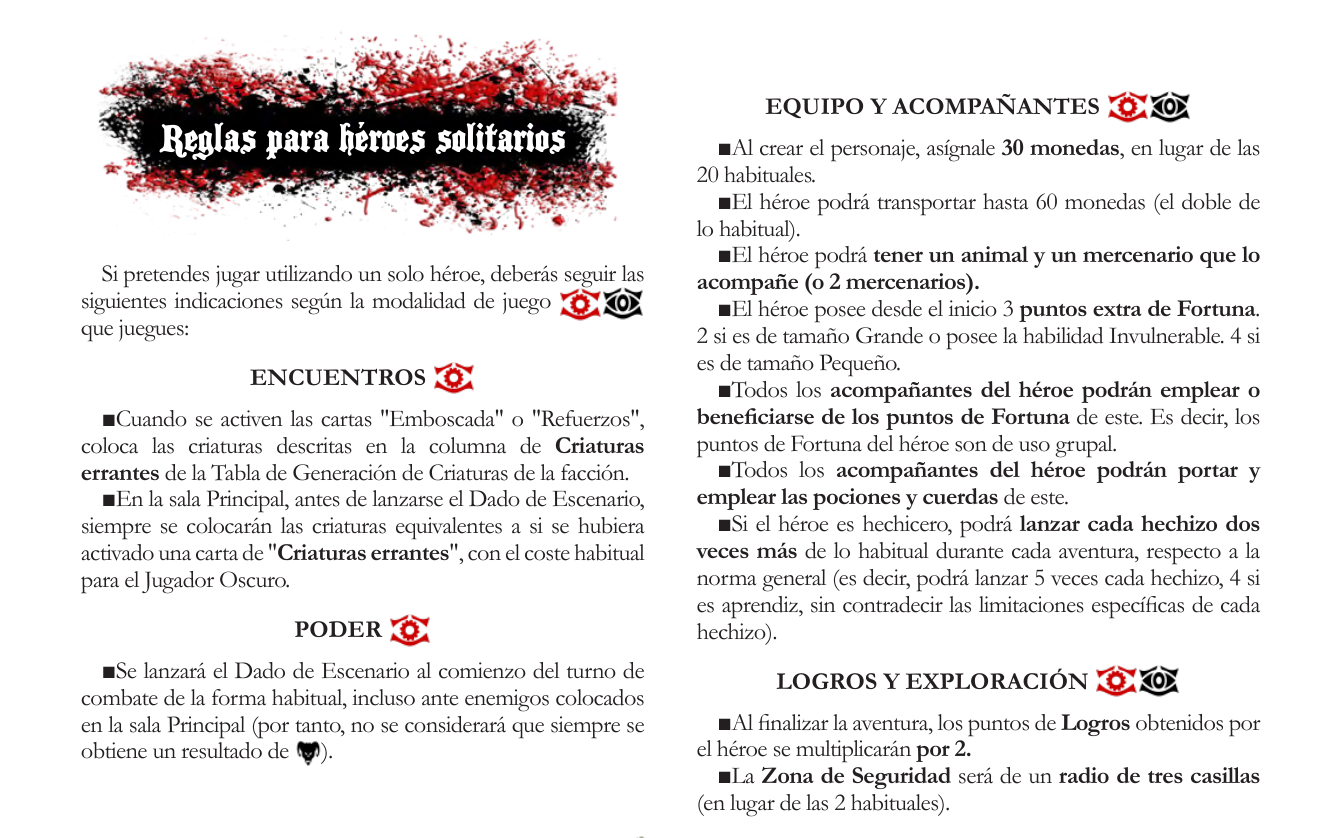 Reglas para héroes solitarios
Si pretendes jugar utilizando un solo héroe, deberás seguir las
siguientes indicaciones según la modalidad de juego
que juegues:
ENCUENTROS
■Cuando se activen las cartas "Emboscada" o "Refuerzos",
coloca las criaturas descritas en la columna de Criaturas
errantes de la Tabla de Generación de Criaturas de la facción.
■En la sala Principal, antes de lanzarse el Dado de Escenario,
siempre se colocarán las criaturas equivalentes a si se hubiera
activado una carta de "Criaturas errantes", con el coste habitual
para el Jugador Oscuro.
PODER
■Se lanzará el Dado de Escenario al comienzo del turno de
combate de la forma habitual, incluso ante enemigos colocados
en la sala Principal (por tanto, no se considerará que siempre se
obtiene un resultado de ).
EQUIPO Y ACOMPAÑANTES
■Al crear el personaje, asígnale 30 monedas, en lugar de las
20 habituales.
■El héroe podrá transportar hasta 60 monedas (el doble de
lo habitual).
■El héroe podrá tener un animal y un mercenario que lo
acompañe (o 2 mercenarios).
■El héroe posee desde el inicio 3 puntos extra de Fortuna.
2 si es de tamaño Grande o posee la habilidad Invulnerable. 4 si
es de tamaño Pequeño.
■Todos los acompañantes del héroe podrán emplear o
beneficiarse de los puntos de Fortuna de este. Es decir, los
puntos de Fortuna del héroe son de uso grupal.
■Todos los acompañantes del héroe podrán portar y
emplear las pociones y cuerdas de este.
■Si el héroe es hechicero, podrá lanzar cada hechizo dos
veces más de lo habitual durante cada aventura, respecto a la
norma general (es decir, podrá lanzar 5 veces cada hechizo, 4 si
es aprendiz, sin contradecir las limitaciones específicas de cada
hechizo).
LOGROS Y EXPLORACIÓN
■Al finalizar la aventura, los puntos de Logros obtenidos por
el héroe se multiplicarán por 2.
■La Zona de Seguridad será de un radio de tres casillas
(en lugar de las 2 habituales).